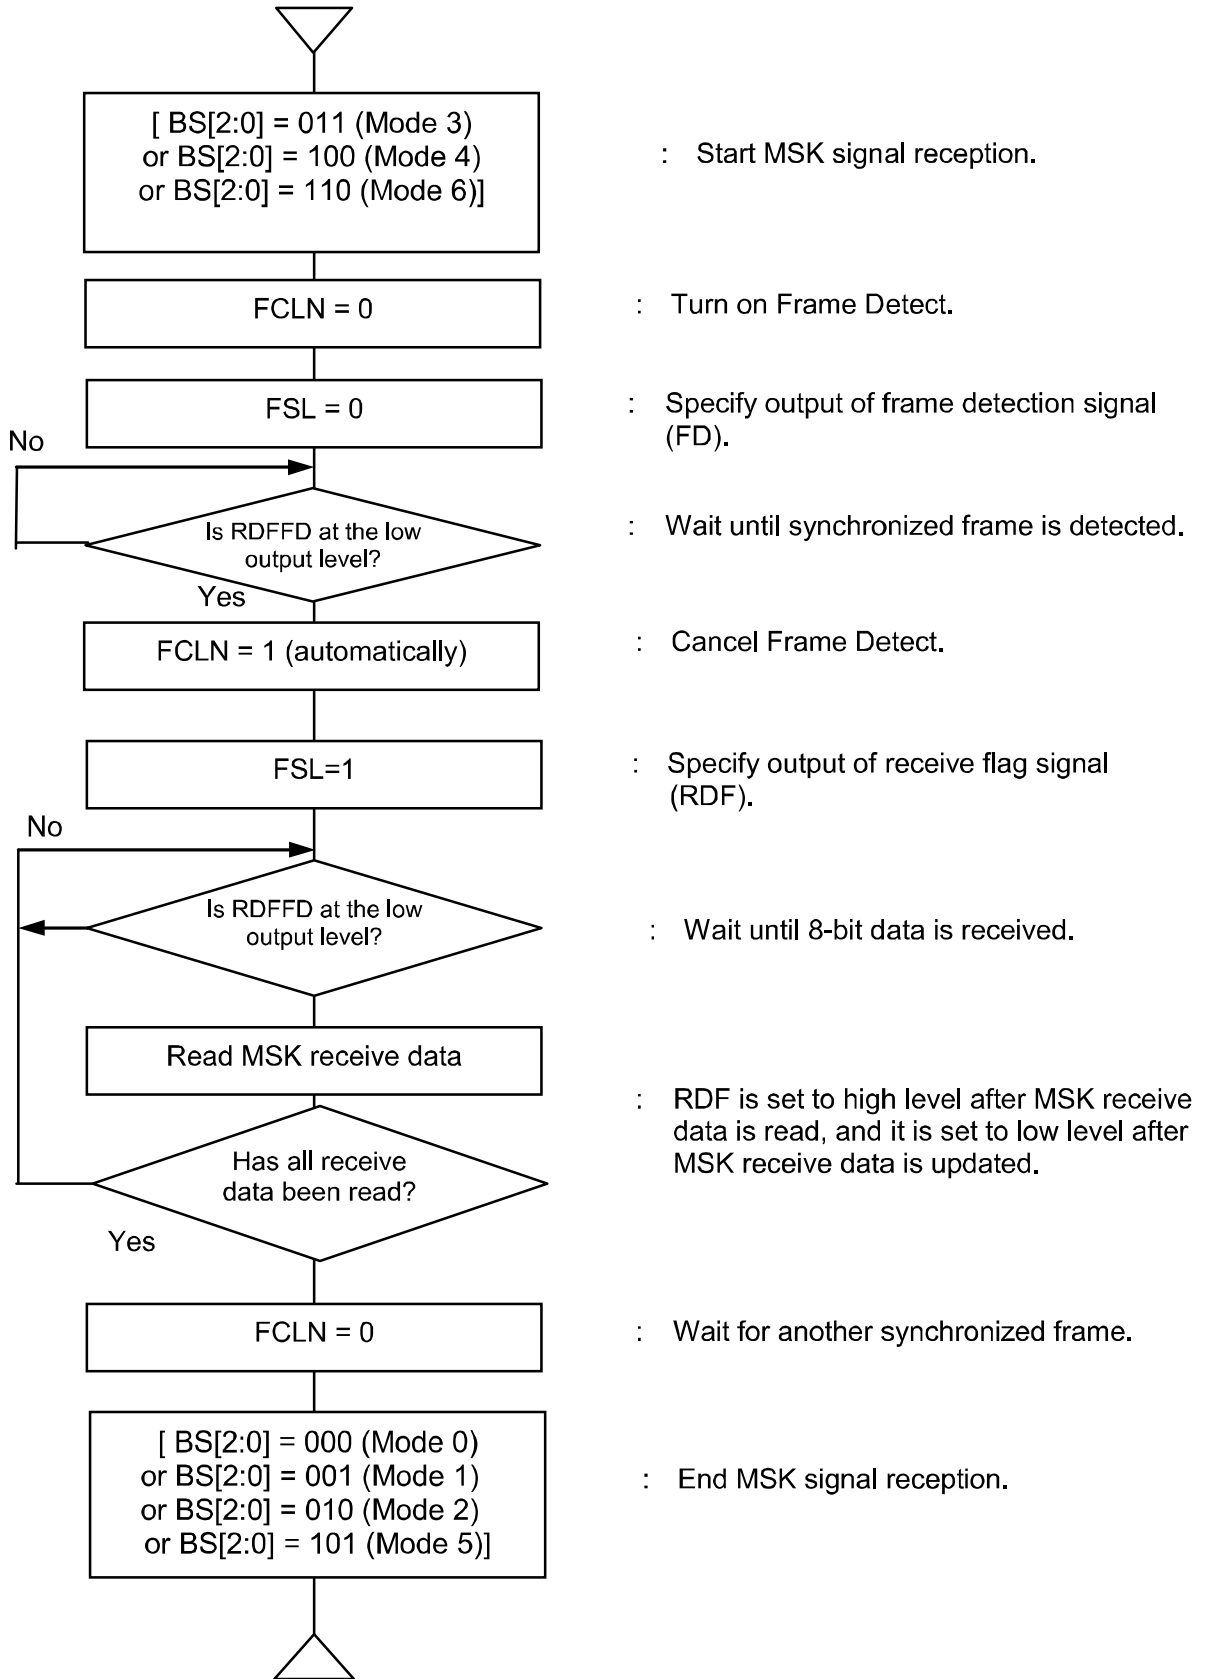 [ BS[2:0] = 011 (Mode 3)
or BS[2:0] = 100 (Mode 4)
or BS[2:0] = 110 (Mode 6)]
: Start MSK signal reception.
FCLN = 0
: Turn on Frame Detect.
FSL = 0
: Specify output of frame detection signal
(FD).
No
Is RDFFD at the low
output level?
: Wait until synchronized frame is detected.
Yes
FCLN = 1 (automatically)
: Cancel Frame Detect.
FSL=1
: Specify output of receive flag signal
(RDF).
No
Is RDFFD at the low
output level?
: Wait until 8-bit data is received.
Read MSK receive data
: RDF is set to high level after MSK receive
data is read, and it is set to low level after
MSK receive data is updated.
Has all receive
data been read?
Yes
FCLN = 0
: Wait for another synchronized frame.
[ BS[2:0] = 000 (Mode 0)
or BS[2:0] = 001 (Mode 1)
or BS[2:0] = 010 (Mode 2)
or BS[2:0] = 101 (Mode 5)]
: End MSK signal reception.